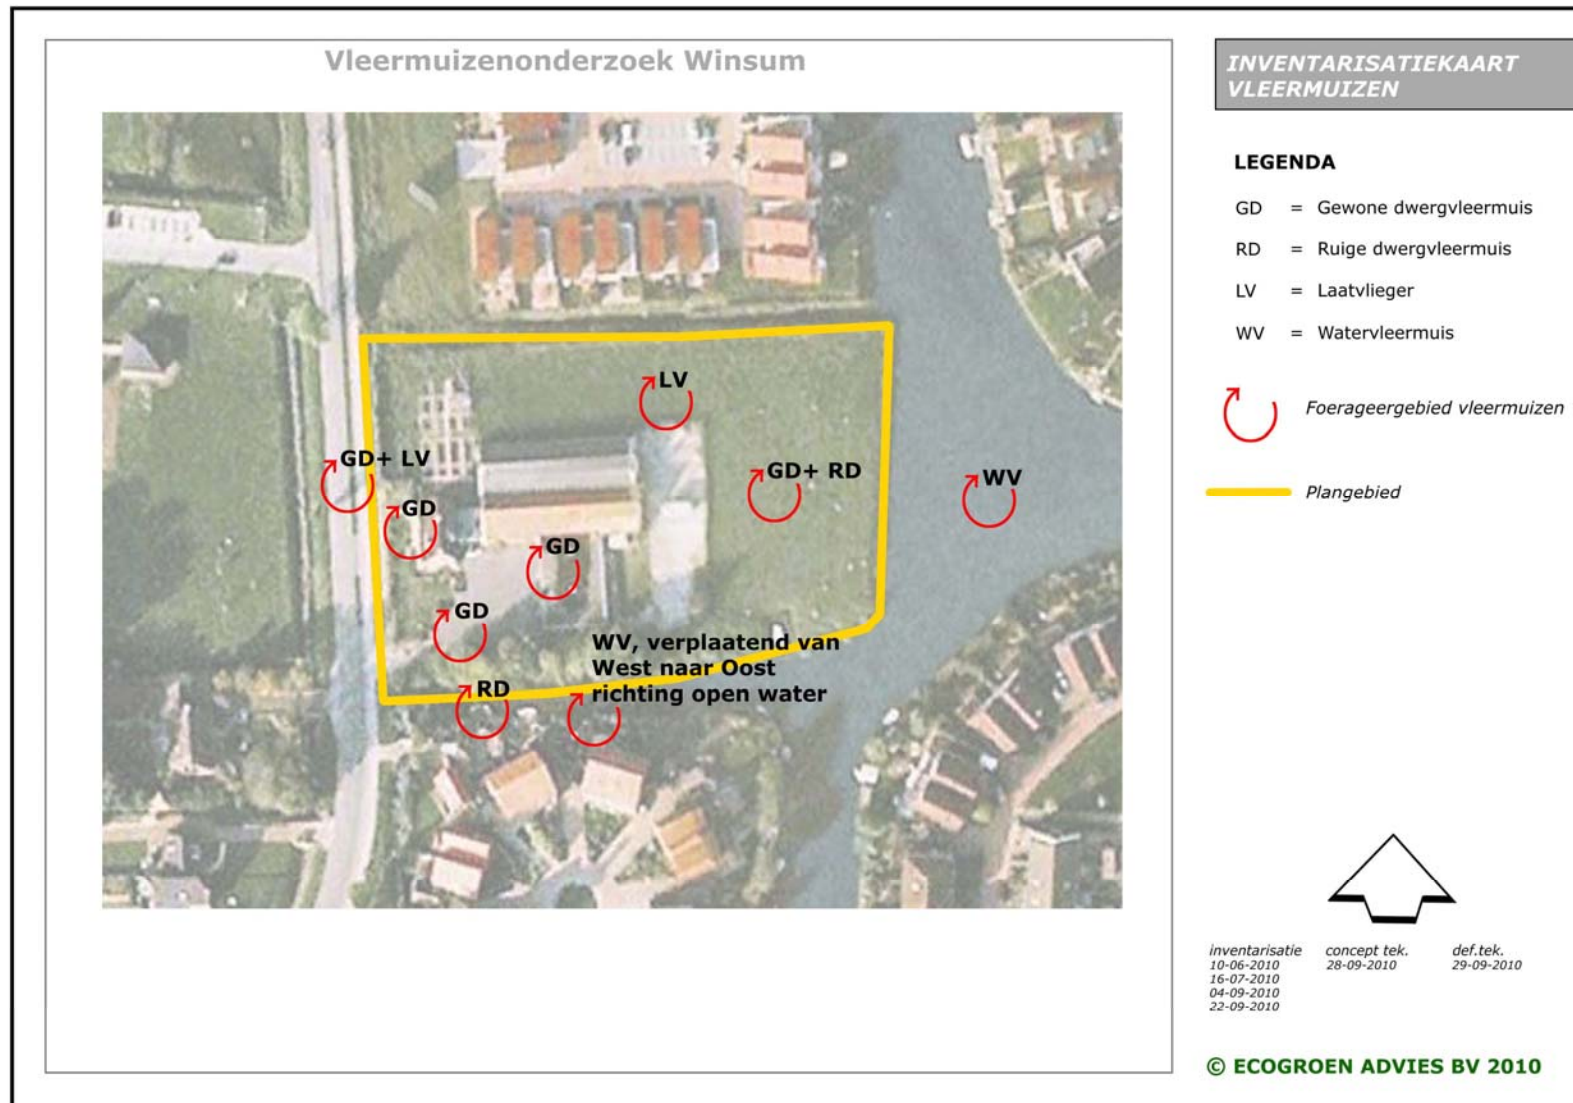 Vleermuizenonderzoek Winsum
INVENTARISATIEKAART
VLEERMUIZEN
LEGENDA
GD = Gewone dwergvleermuis
RD = Ruige dwergvleermuis
LV = Laatvlieger
WV = Watervleermuis
Foerageergebied vleermuizen
Plangebied
LV
GD+ LV
GD+ RD
WV
GD
GD
GD
WV, verplaatend van
West naar Oost
richting open water
RD
inventarisatie concept tek. def.tek.
10-06-2010 28-09-2010 29-09-2010
16-07-2010
04-09-2010
22-09-2010
© ECOGROEN ADVIES BV 2010